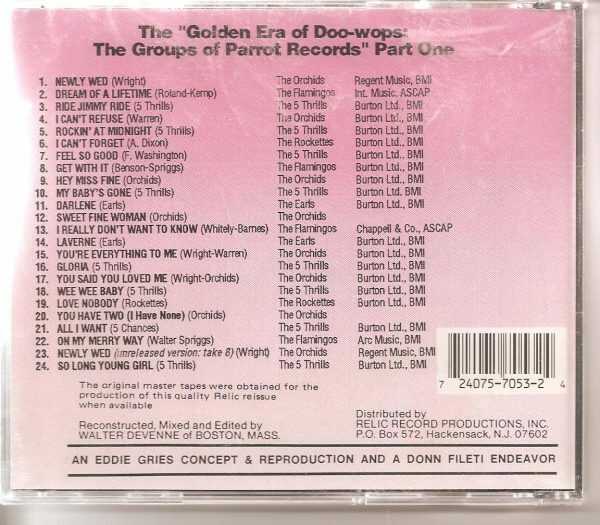 The "Golden Era of Doo-wops:
The Groups of Parrot Records" Part One
1. NEWLY WED (Wright) The Orchids Regent Music, BMI
2. DREAM OF A LIFETIME (Roland-Kemp) The Flamingos Int. Music, ASCAP
3. RIDE JIMMY RIDE (5 Thrills) The 5 Thrills Burton Ltd., BMI
4. I CAN'T REFUSE (Warren) The Orchids Burton Ltd., BMI
5. ROCKIN' AT MIDNIGHT (5 Thrills) The 5 Thrills Burton Ltd., BMI
6. I CAN'T FORGET (A. Dixon) The Rockettes Burton Ltd., BMI
7. FEEL SO GOOD (F. Washington) The 5 Thrills Burton Ltd., BMI
8. GET WITH IT (Benson-Spriggs) The Flamingos Burton Ltd., BMI
9. HEY MISS FINE (Orchids) The Orchids Burton Ltd., BMI
10. MY BABY'S GONE (5 Thrills) The 5 Thrills Burton Ltd., BMI
11. DARLENE (Earls) The Earls Burton Ltd., BMI
12. SWEET FINE WOMAN (Orchids) The Orchids
13. I REALLY DON'T WANT TO KNOW (Whitely-Barnes) The Flamingos Chappell & Co., ASCAP
14. LAVERNE (Earls) The Earls Burton Ltd., BMI
15. YOU'RE EVERYTHING TO ME (Wright-Warren) The Orchids Burton Ltd., BMI
16. GLORIA (5 Thrills) The 5 Thrills Burton Ltd., BMI
17. YOU SAID YOU LOVED ME (Wright-Orchids) The Orchids Burton Ltd., BMI
18. WEE WEE BABY (5 Thrills) The 5 Thrills Burton Ltd., BMI
19. LOVE NOBODY (Rockettes) The Rockettes Burton Ltd., BMI
20. YOU HAVE TWO (I Have None) (Orchids) The Orchids
21. ALL I WANT (5 Chances) The 5 Thrills Burton Ltd., BMI
22. ON MY MERRY WAY (Walter Spriggs) The Flamingos Arc Music, BMI
23. NEWLY WED (unreleased version: take 8) (Wright) The Orchids Regent Music, BMI
24. SO LONG YOUNG GIRL (5 Thrills) The 5 Thrills Burton Ltd., BMI
7 24075-7053-2 4
The original master tapes were obtained for the
production of this quality Relic reissue
when available
Reconstructed, Mixed and Edited by
WALTER DEVENNE of BOSTON, MASS.
Distributed by
RELIC RECORD PRODUCTIONS, INC.
P.O. Box 572, Hackensack, N.J. 07602
AN EDDIE GRIES CONCEPT & REPRODUCTION AND A DONN FILETI ENDEAVOR